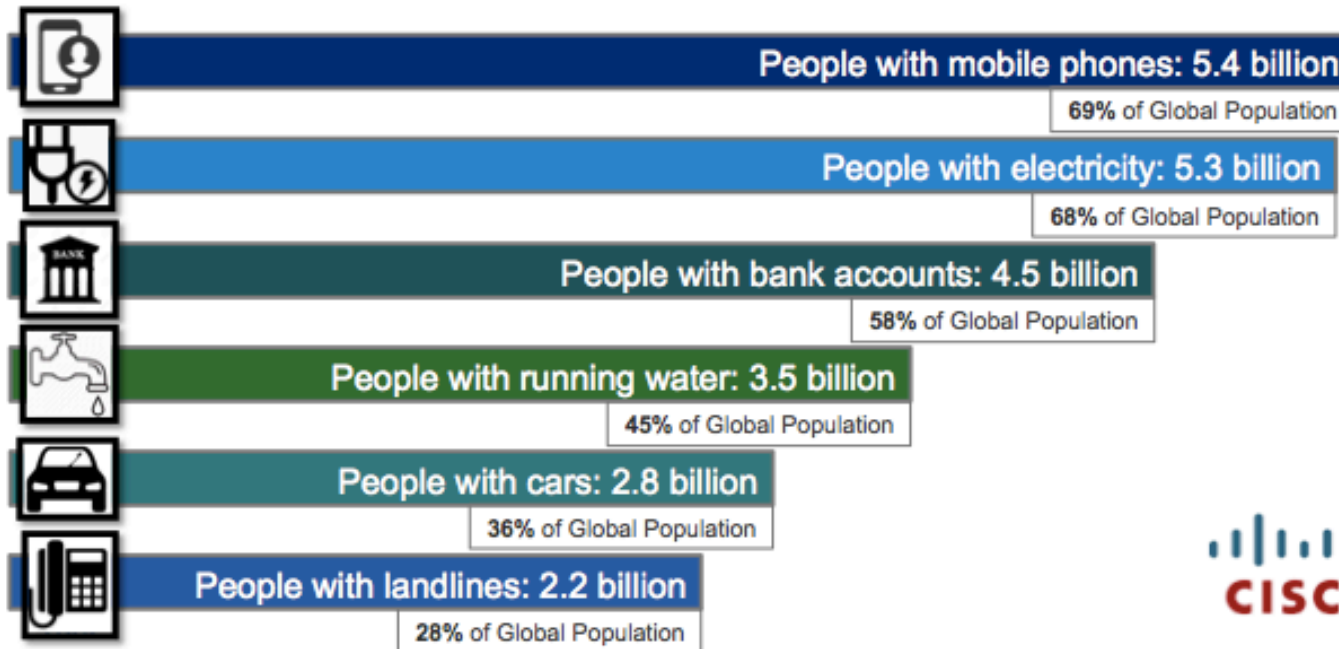 People with mobile phones: 5.4 billion
69% of Global Population
People with electricity: 5.3 billion
68% of Global Population
BANK
People with bank accounts: 4.5 billion
58% of Global Population
People with running water: 3.5 billion
45% of Global Population
People with cars: 2.8 billion
36% of Global Population
People with landlines: 2.2 billion
28% of Global Population
CISC